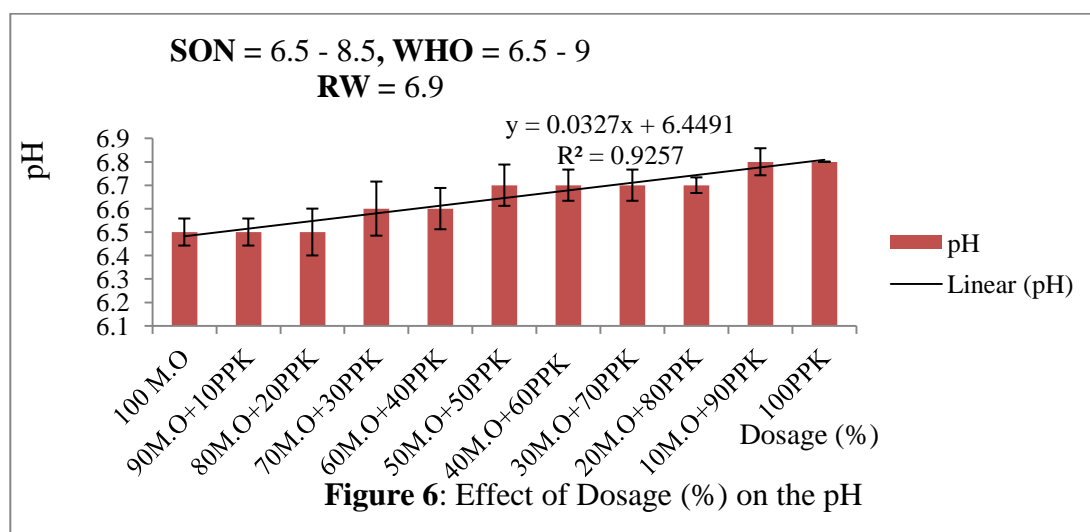 SON = 6.5 - 8.5, WHO = 6.5 - 9
RW = 6.9
y = 0.0327x + 6.4491
R² = 0.9257
pH
6.9
6.8
6.7
6.6
6.5
6.4
6.3
6.2
6.1
pH
Linear (pH)
100 M.O
90M.O+10PPK
80M.O+20PPK
70M.O+30PPK
60M.O+40PPK
50M.O+50PPK
40M.O+60PPK
30M.O+70PPK
20M.O+80PPK
10M.O+90PPK
100PPK
Dosage (%)
Figure 6: Effect of Dosage (%) on the pH